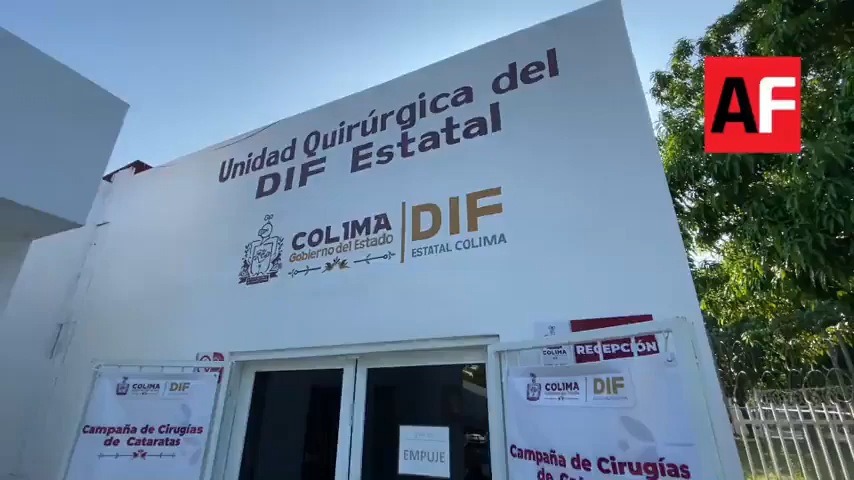 AF
Unidad Quirúrgica del
DIF Estatal
COLIMA
Gobierno del Estado
DIF
ESTATAL COLIMA
RECEPCIÓN
COLIMA
COLIMA
DIF
Campaña de Cirugías
de Cataratas
EMPUJE
COLIMA
DIF
Campaña de Cirugías